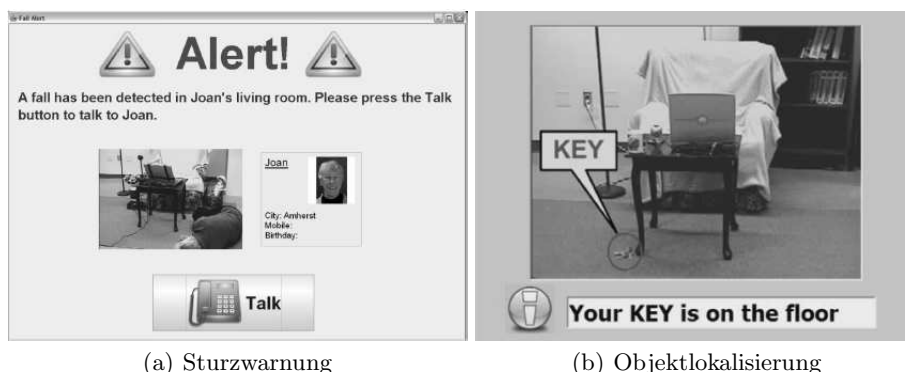 Fall Alert
Alert!
A fall has been detected in Joan's living room. Please press the Talk
button to talk to Joan.
Joan
City: Amherst
Mobile:
Birthday:
Talk
KEY
Your KEY is on the floor
(a) Sturzwarnung
(b) Objektlokalisierung